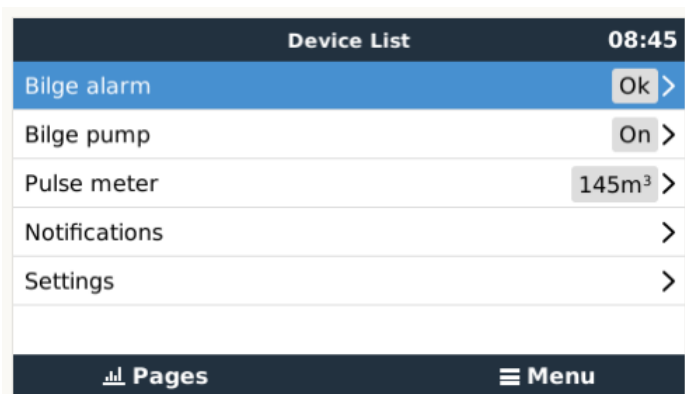 Device List 08:45
Bilge alarm Ok
Bilge pump On
Pulse meter 145m³
Notifications
Settings
Pages Menu